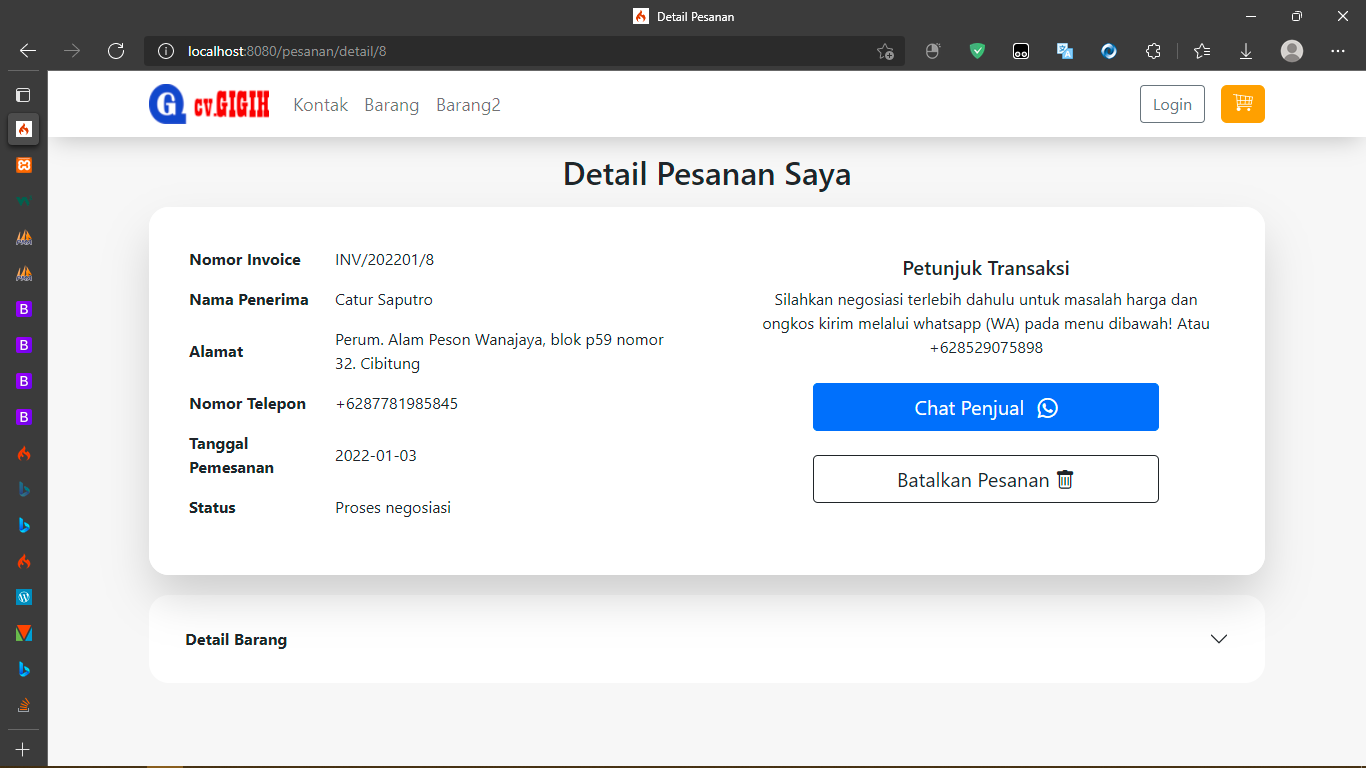 Detail Pesanan
localhost:8080/pesanan/detail/8
G cv.GIGIH Kontak Barang Barang2 Login
Detail Pesanan Saya
Nomor Invoice INV/202201/8
Nama Penerima Catur Saputro
Alamat Perum. Alam Peson Wanajaya, blok p59 nomor
32. Cibitung
Nomor Telepon +6287781985845
Tanggal
Pemesanan 2022-01-03
Status Proses negosiasi
Petunjuk Transaksi
Silahkan negosiasi terlebih dahulu untuk masalah harga dan
ongkos kirim melalui whatsapp (WA) pada menu dibawah! Atau
+628529075898
Chat Penjual
Batalkan Pesanan
Detail Barang